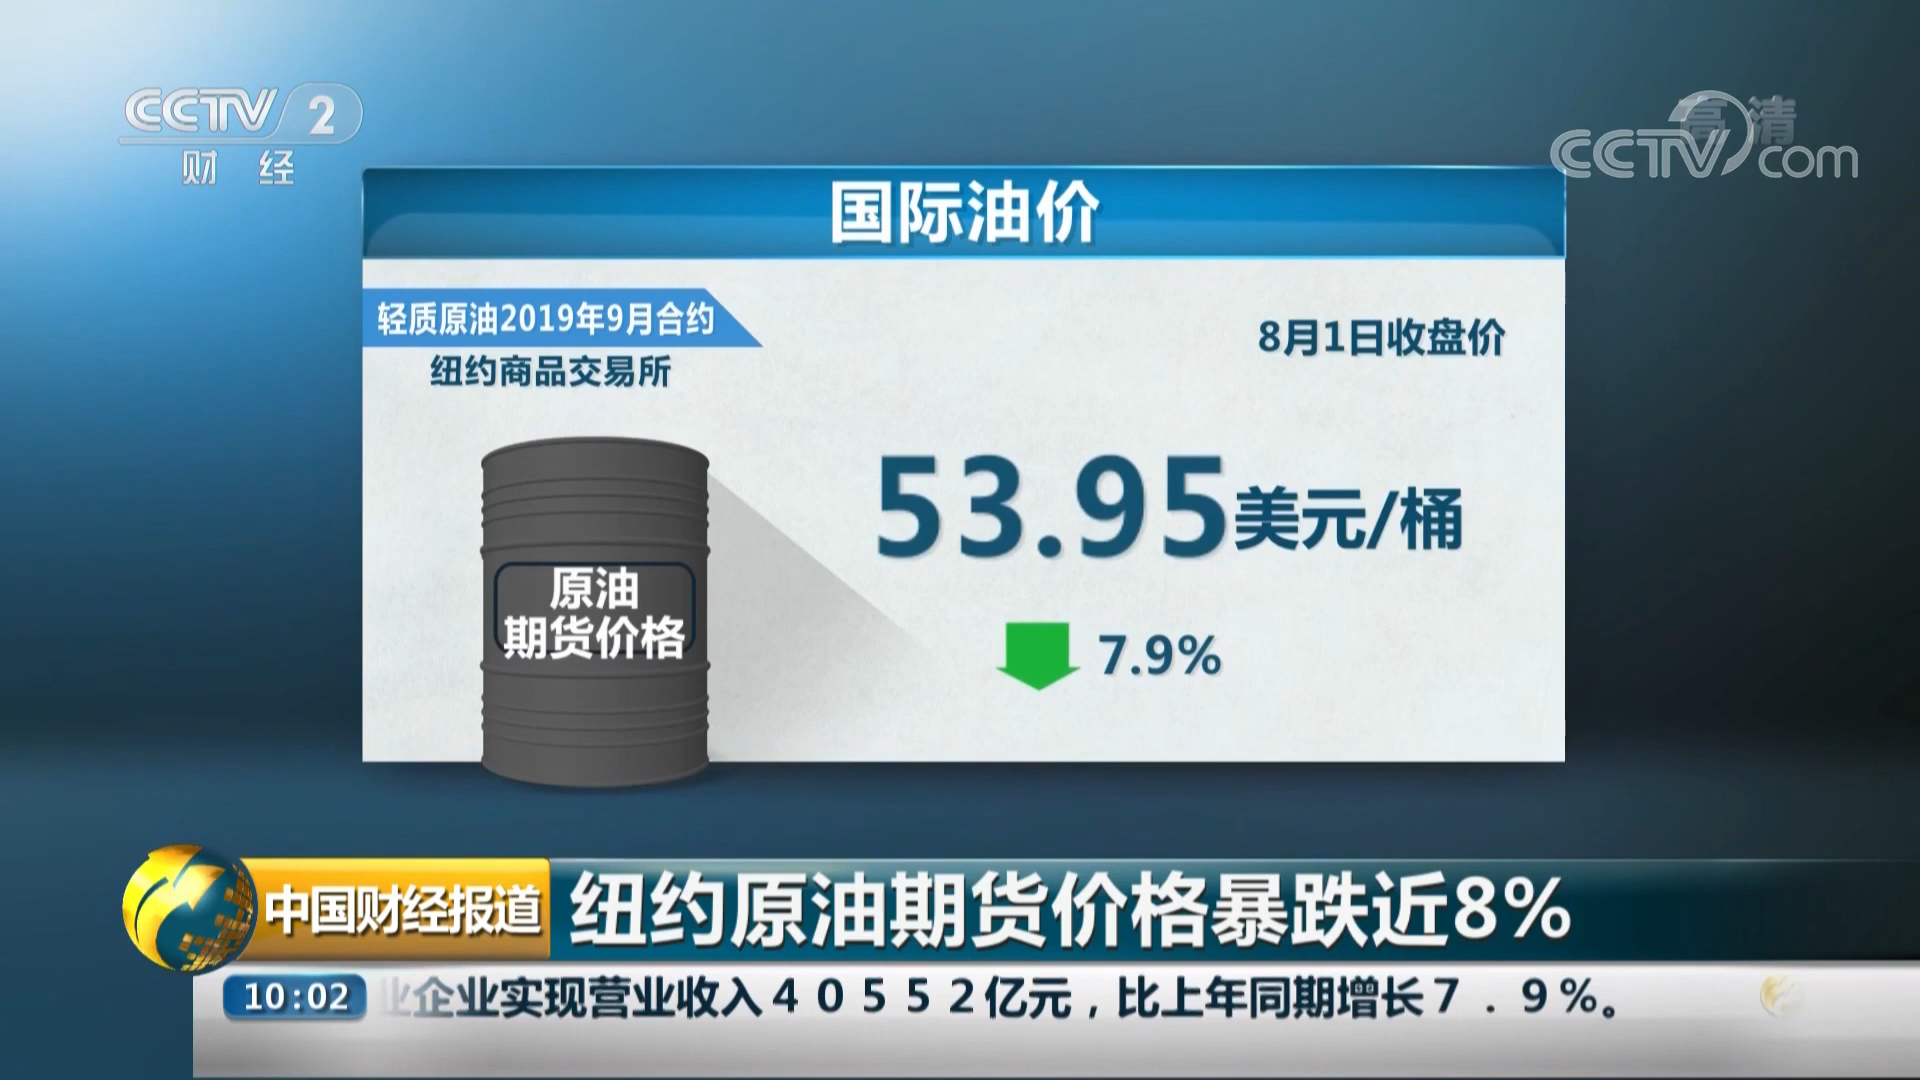 CCTV 2
财 经
高清
CCTV com
国际油价
轻质原油2019年9月合约
纽约商品交易所
8月1日收盘价
原油
期货价格
53.95美元/桶
7.9%
中国财经报道
纽约原油期货价格暴跌近8%
10:02
业企业实现营业收入40552亿元，比上年同期增长7.9%。